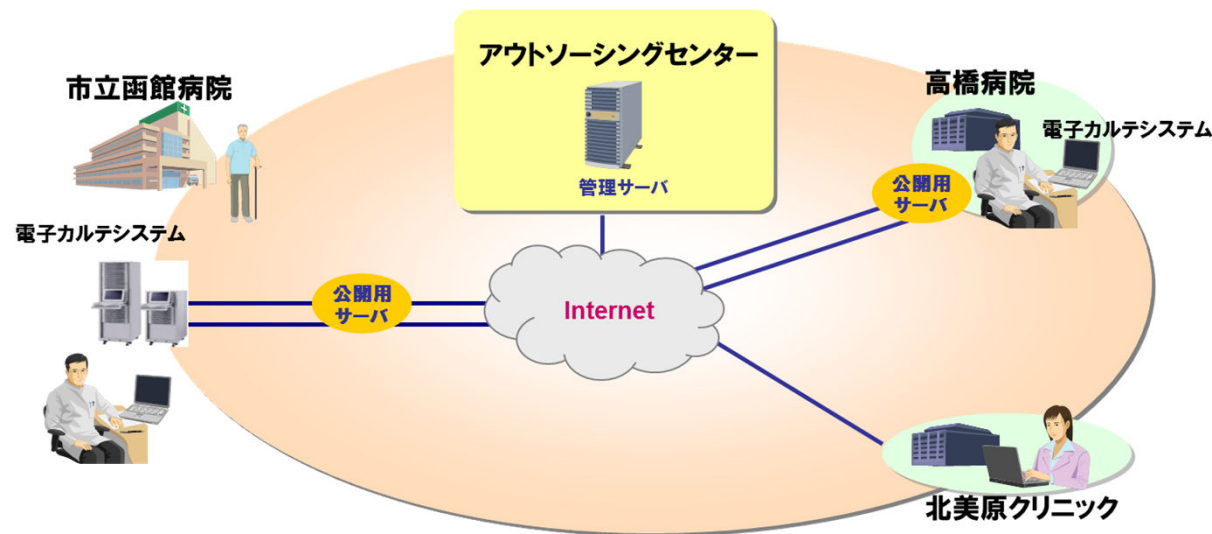 アウトソーシングセンター
管理サーバ
市立函館病院
電子カルテシステム
公開用
サーバ
Internet
高橋病院
電子カルテシステム
公開用
サーバ
北美原クリニック